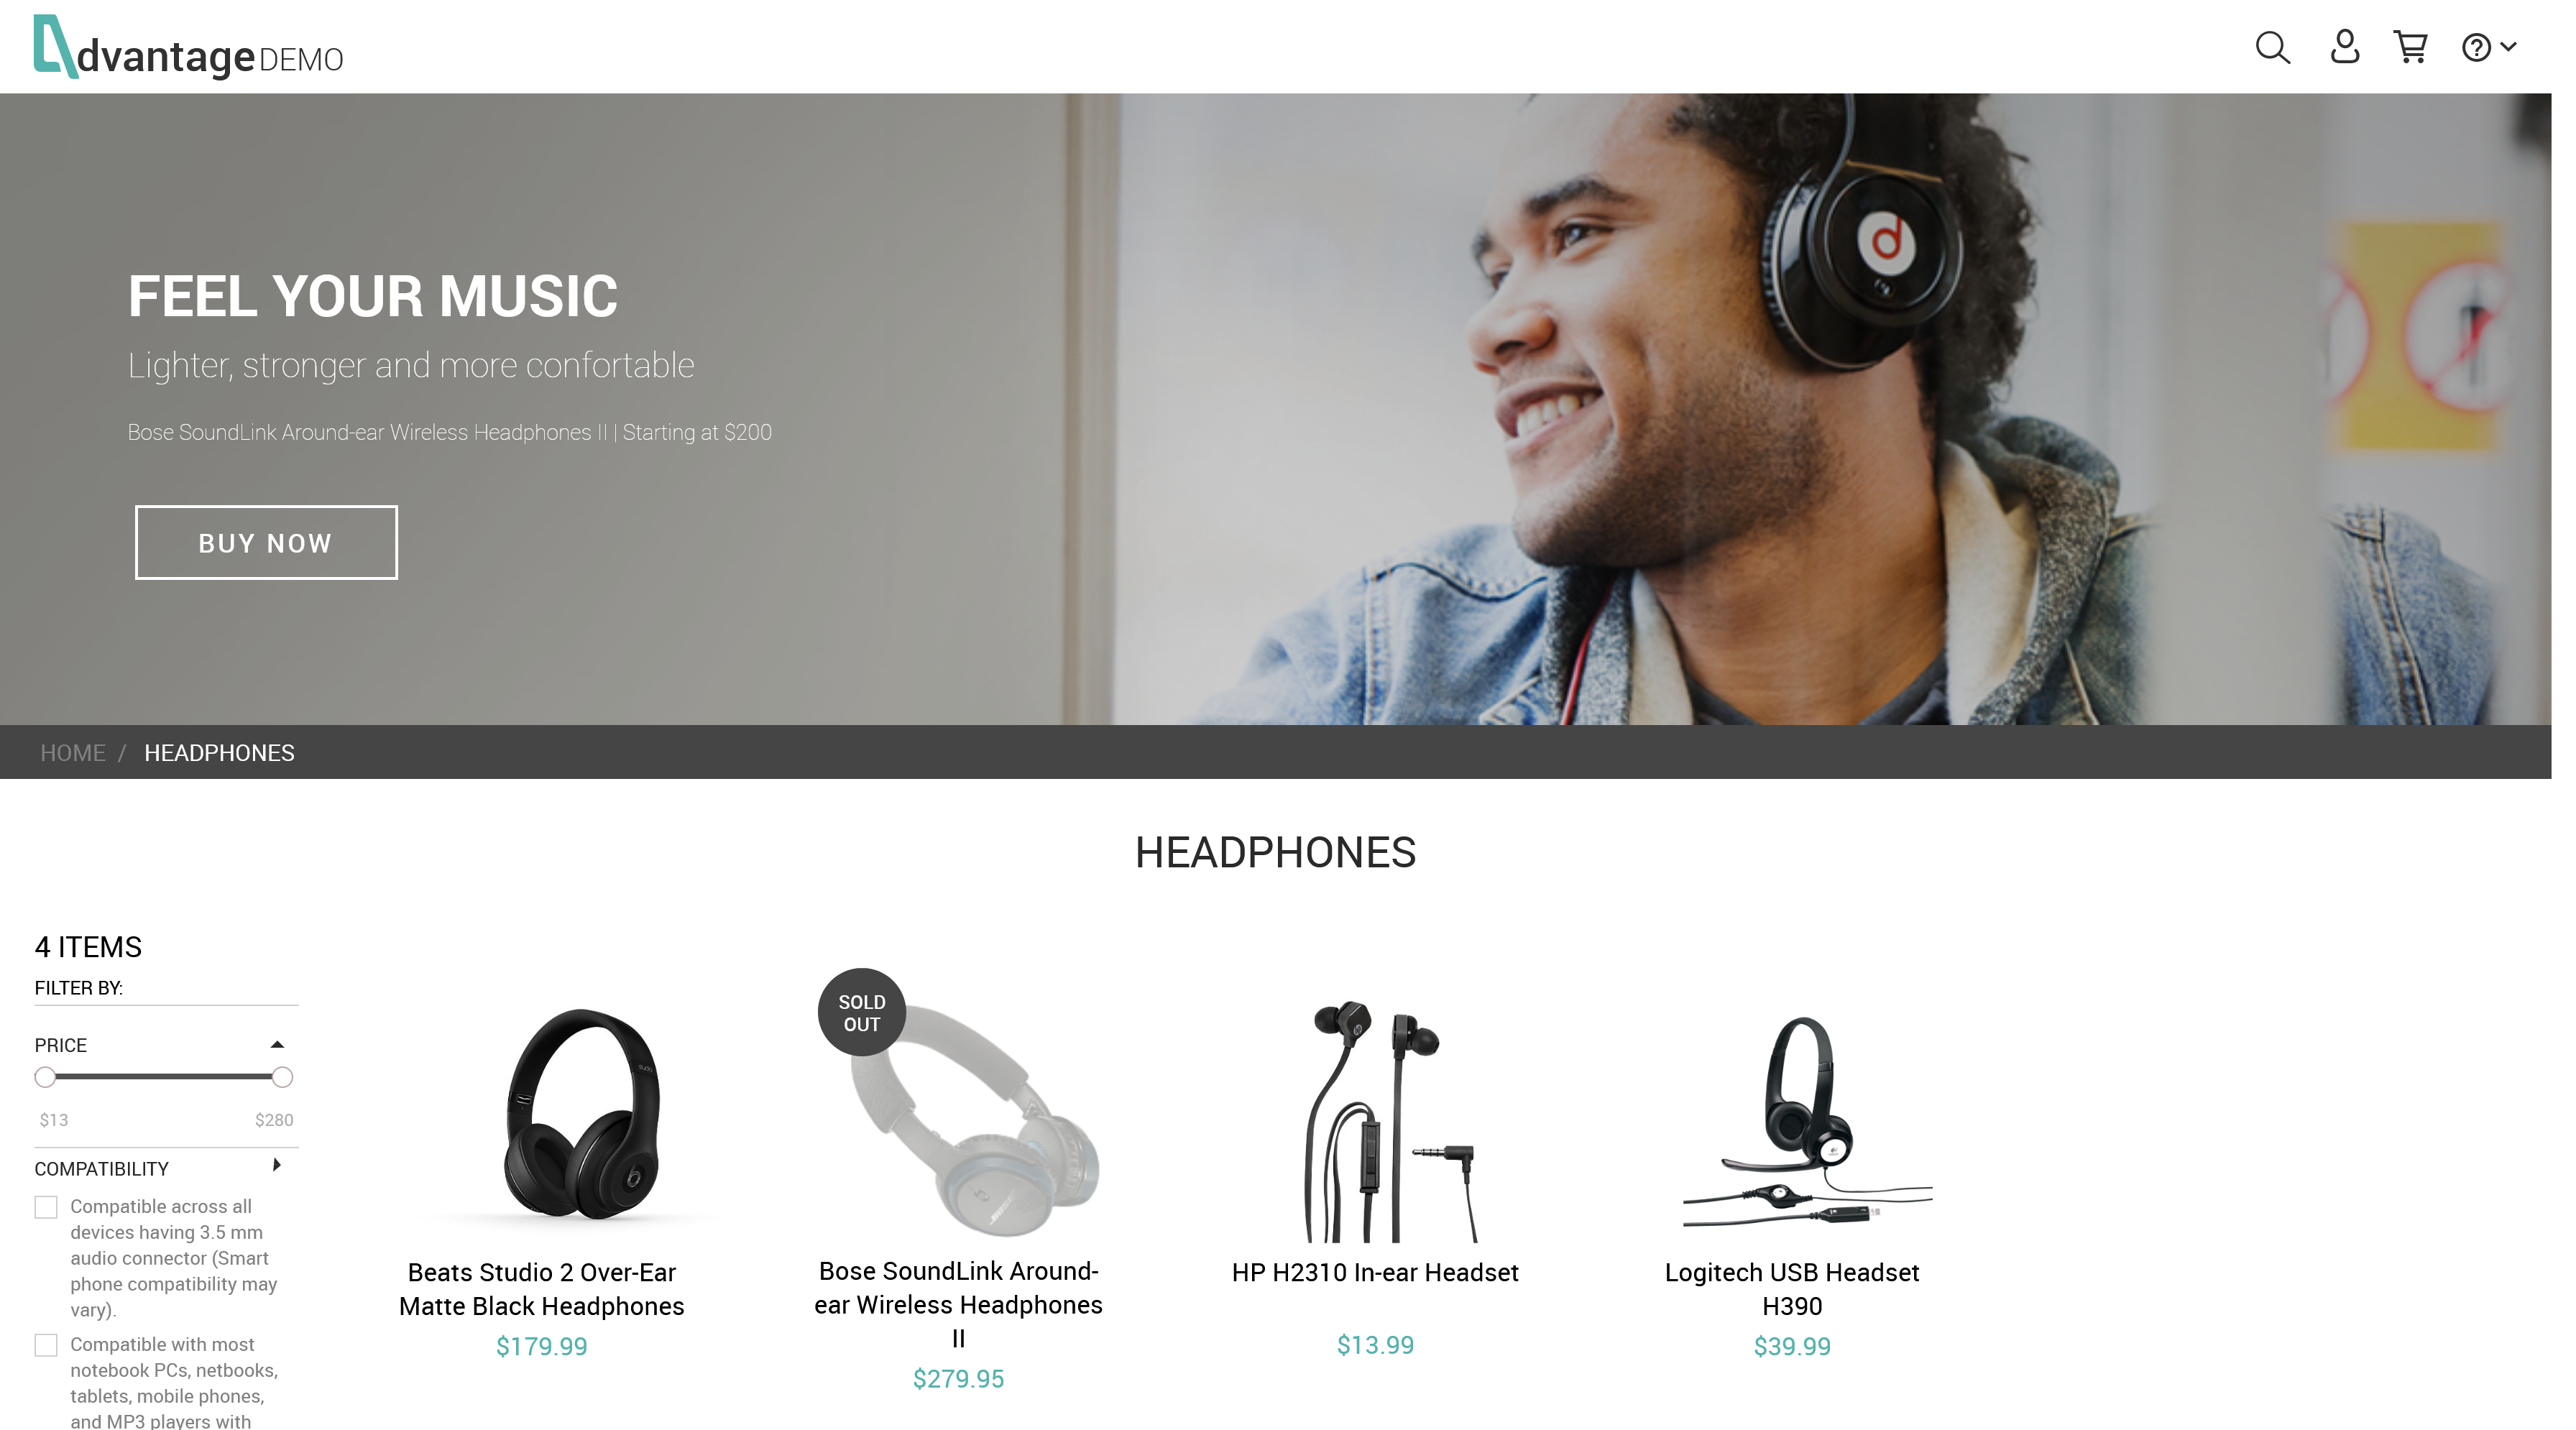 dvantage DEMO
FEEL YOUR MUSIC
Lighter, stronger and more confortable
Bose SoundLink Around-ear Wireless Headphones II | Starting at $200
BUY NOW
HOME / HEADPHONES
HEADPHONES
4 ITEMS
FILTER BY:
PRICE
$13 $280
COMPATIBILITY
Compatible across all
devices having 3.5 mm
audio connector (Smart
phone compatibility may
vary).
Compatible with most
notebook PCs, netbooks,
tablets, mobile phones,
and MP3 players with
Beats Studio 2 Over-Ear
Matte Black Headphones
$179.99
SOLD
OUT
Bose SoundLink Around-
ear Wireless Headphones
II
$279.95
HP H2310 In-ear Headset
$13.99
Logitech USB Headset
H390
$39.99